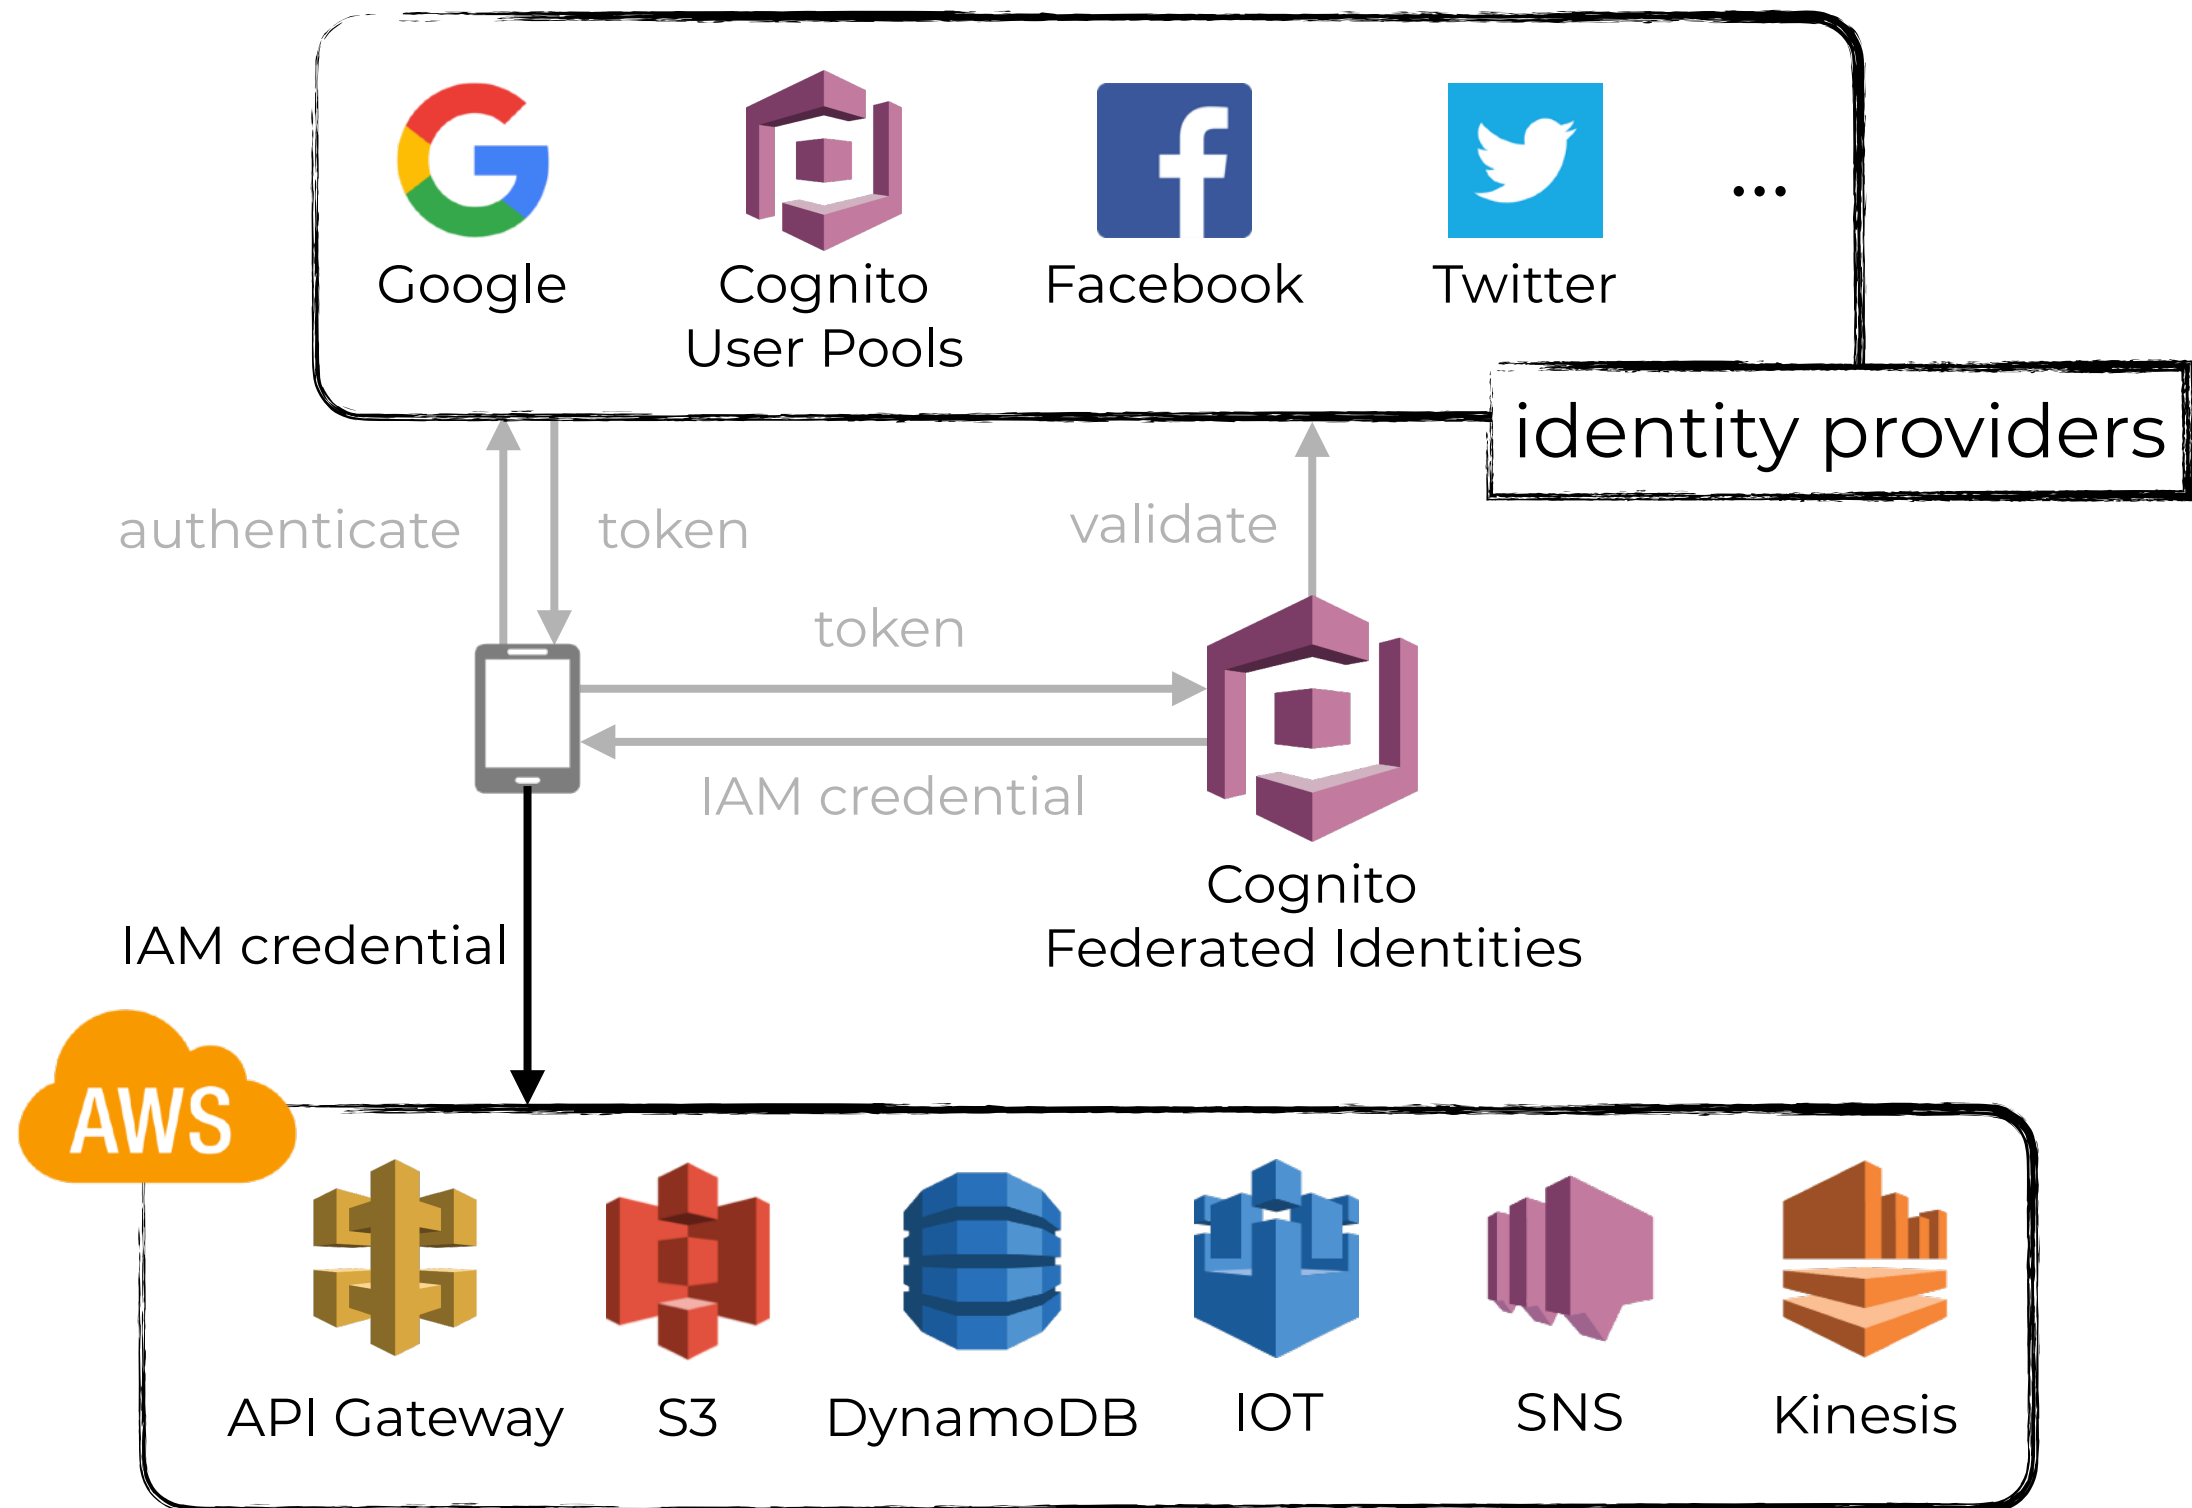 Google
Cognito
User Pools
Facebook
Twitter
...
identity providers
authenticate
token
validate
token
IAM credential
Cognito
Federated Identities
IAM credential
AWS
API Gateway
S3
DynamoDB
IOT
SNS
Kinesis